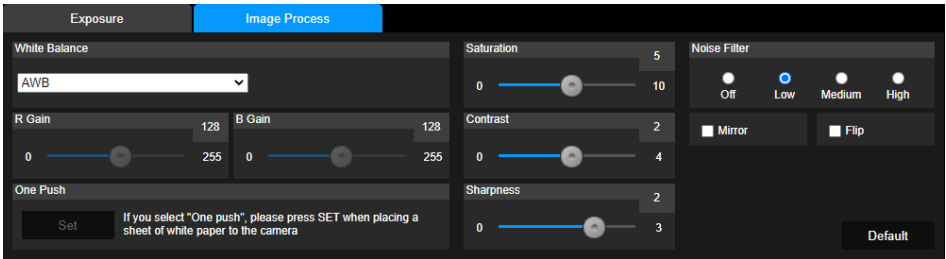 Exposure
Image Process
White Balance
AWB
R Gain
128
0
255
B Gain
128
0
255
One Push
Set
If you select "One push", please press SET when placing a
sheet of white paper to the camera
Saturation
5
0
10
Contrast
2
0
4
Sharpness
2
0
3
Noise Filter
Off
Low
Medium
High
Mirror
Flip
Default